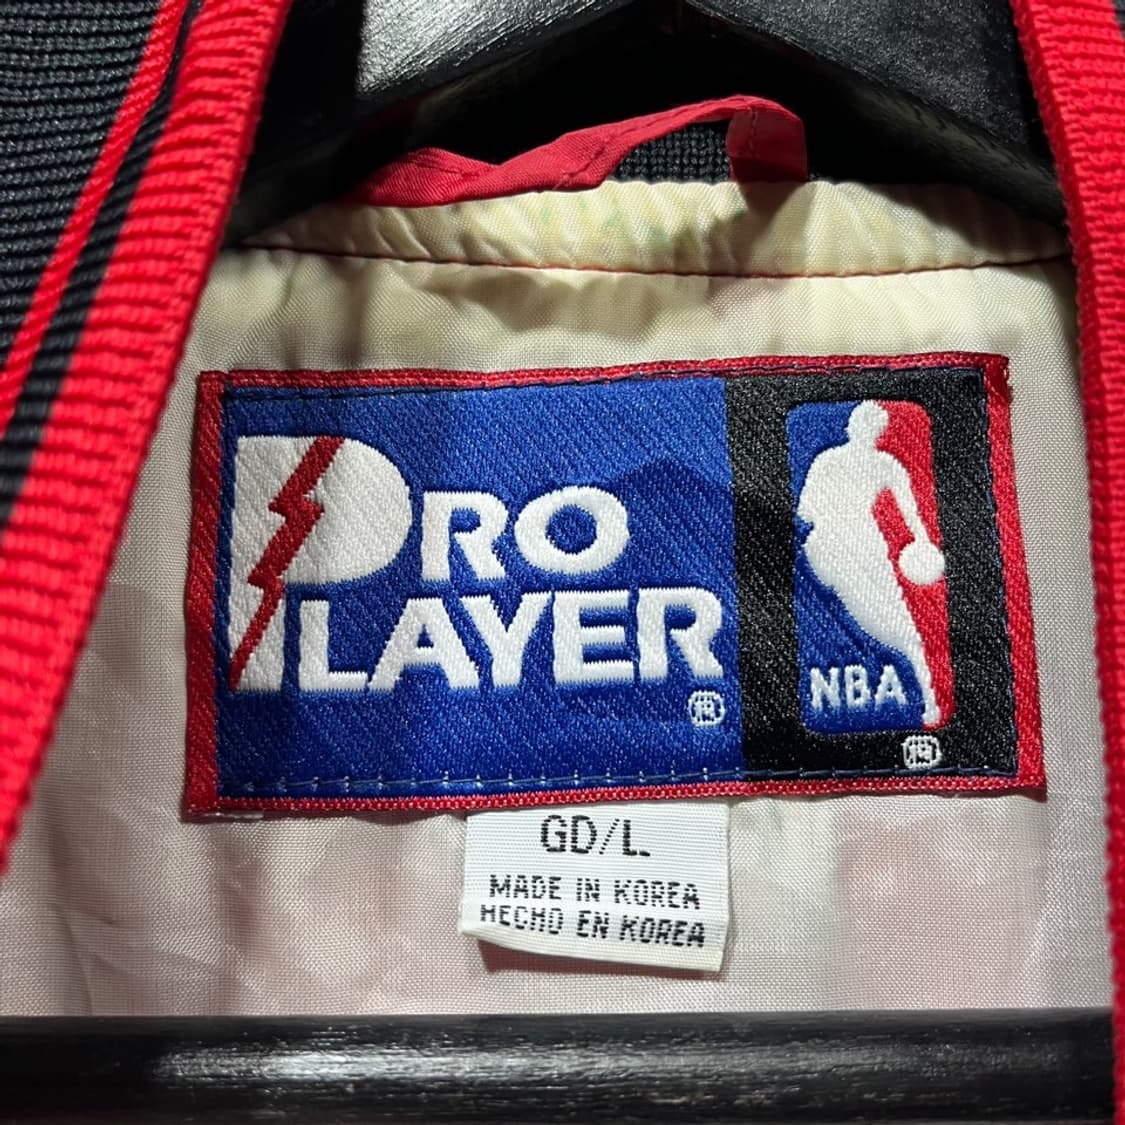 PRO
PLAYER
®
NBA
®
GD/L
MADE IN KOREA
HECHO EN KOREA